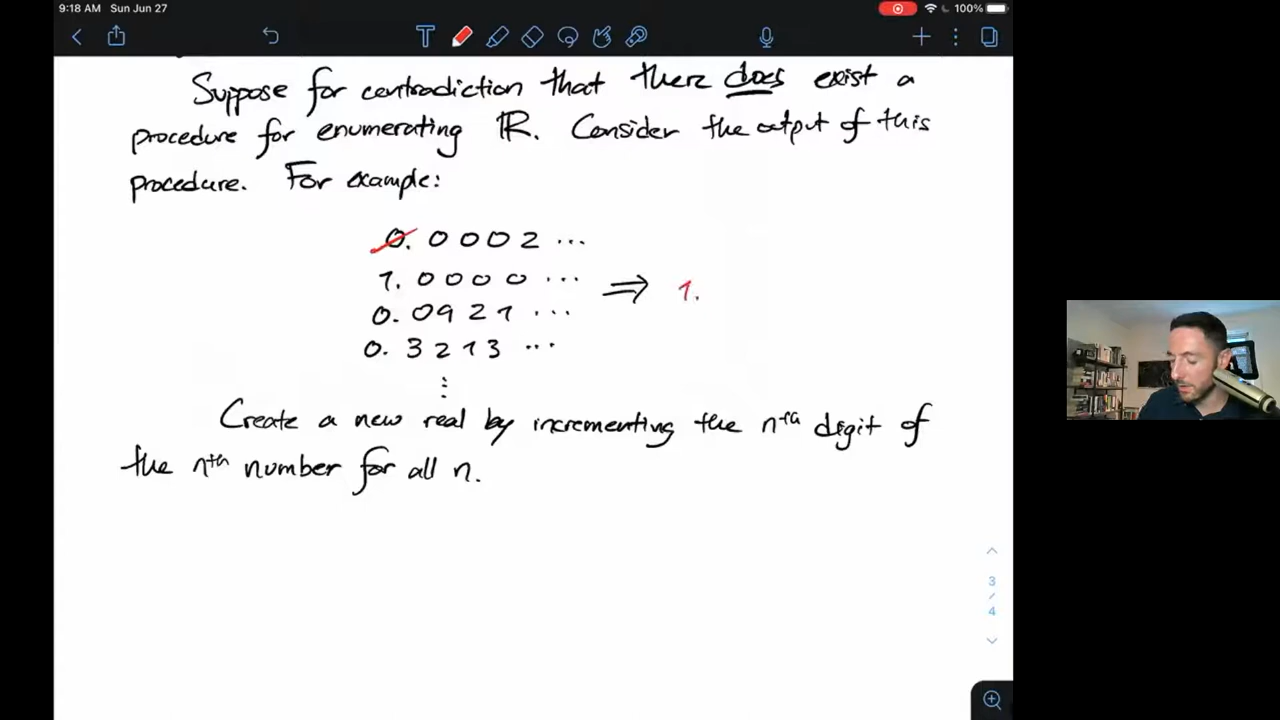 9:18 AM Sun Jun 27
100%
T
Suppose for contradiction that there does exist a
procedure for enumerating ℝ. Consider the output of this
procedure. For example:
0. 0 0 0 2 ...
1. 0 0 0 0 ...
0. 0 9 2 1 ...
⇒ 1.
0. 3 2 1 3 ...
⋮
Create a new real by incrementing the nth digit of
the nth number for all n.
3
/
4